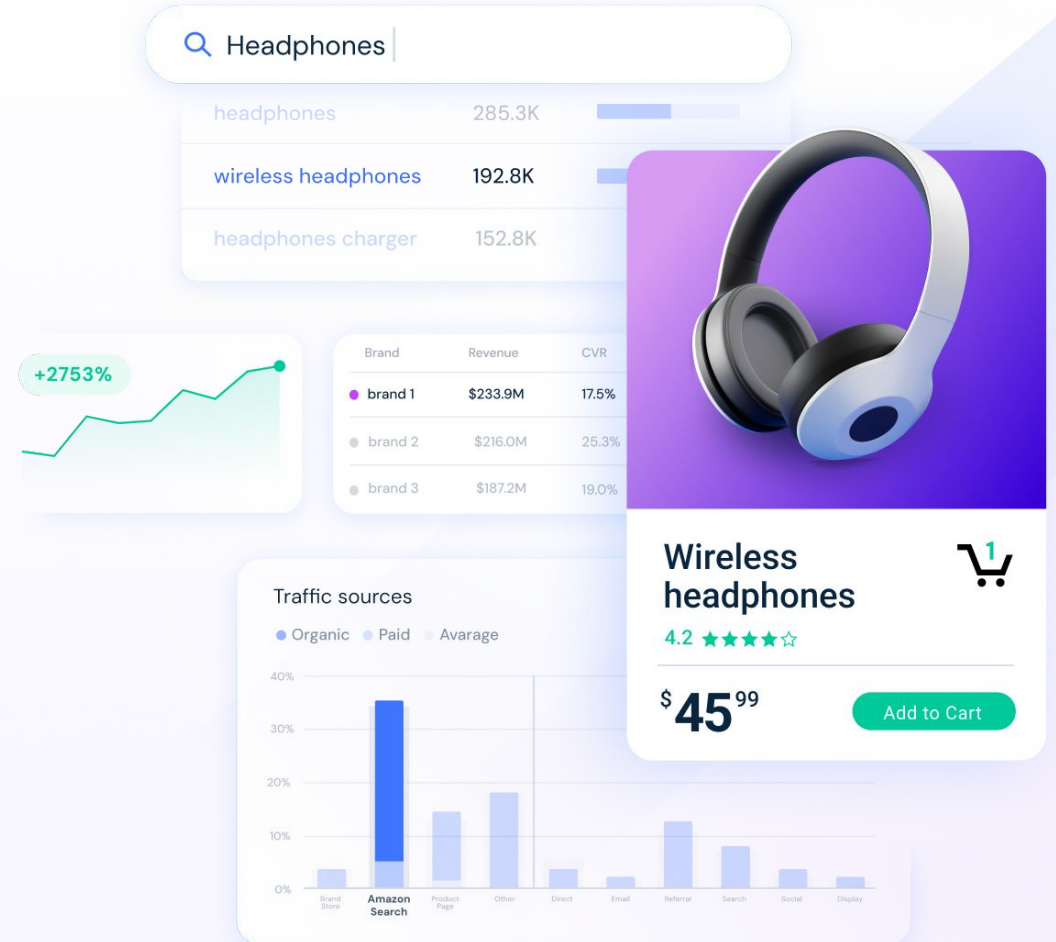 Headphones
headphones 285.3K
wireless headphones 192.8K
headphones charger 152.8K
+2753%
Brand Revenue CVR
brand 1 $233.9M 17.5%
brand 2 $216.0M 25.3%
brand 3 $187.2M 19.0%
Wireless
headphones
1
4.2
$45 99
Add to Cart
Traffic sources
Organic Paid Avarage
40%
30%
20%
10%
0%
Brand
Store
Amazon
Search
Product
Page
Other
Direct
Email
Referral
Search
Social
Display